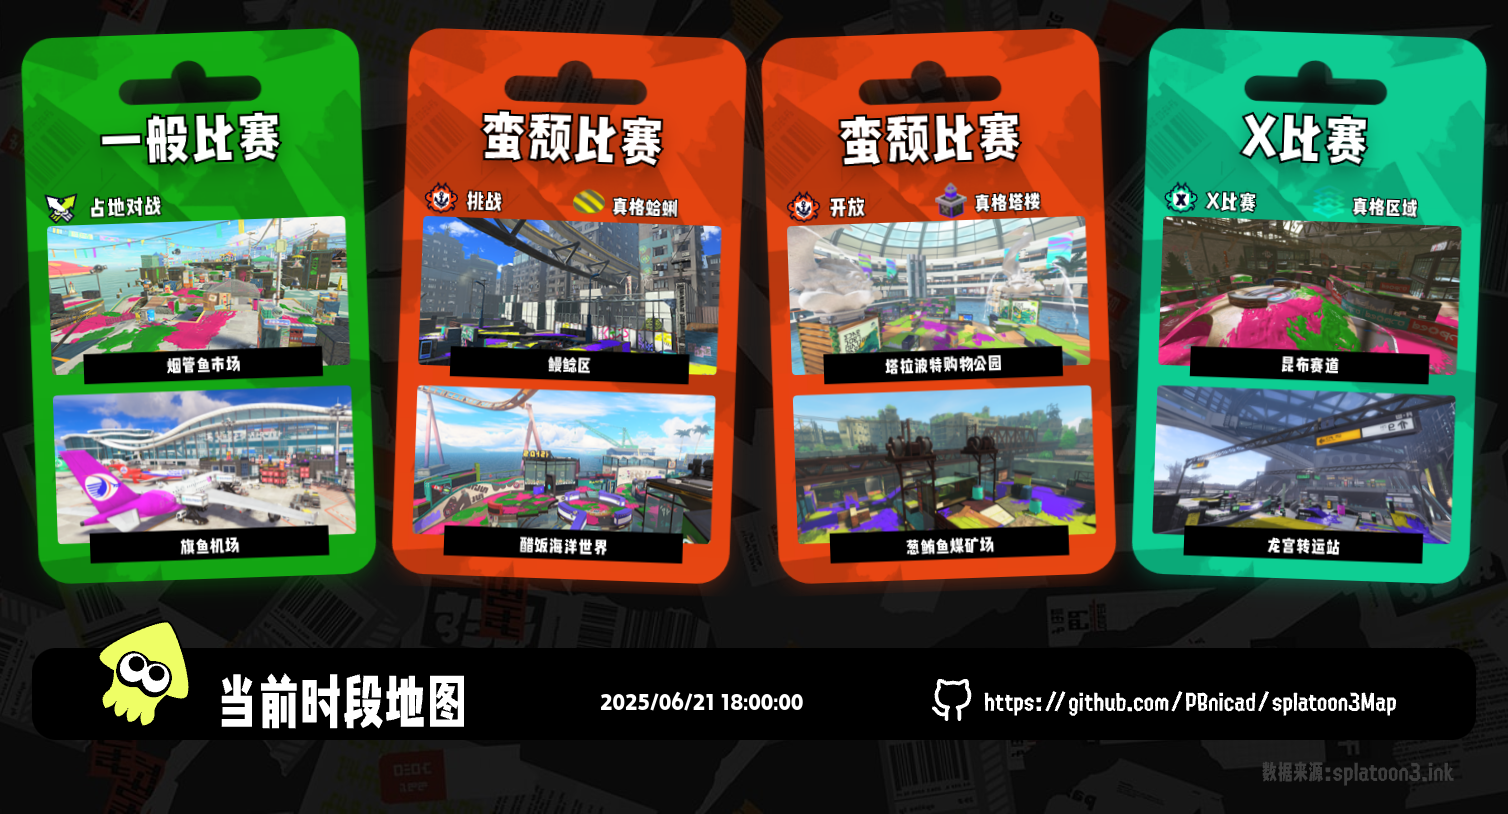 一般比赛
占地对战
烟管鱼市场
旗鱼机场
蛮颓比赛
挑战
真格蛤蜊
鳗鲶区
醋饭海洋世界
蛮颓比赛
开放
真格塔楼
塔拉波特购物公园
葱鲔鱼煤矿场
X比赛
X比赛
真格区域
昆布赛道
龙宫转运站
当前时段地图
2025/06/21 18:00:00
https://github.com/PBnicad/splatoon3Map
数据来源:splatoon3.ink